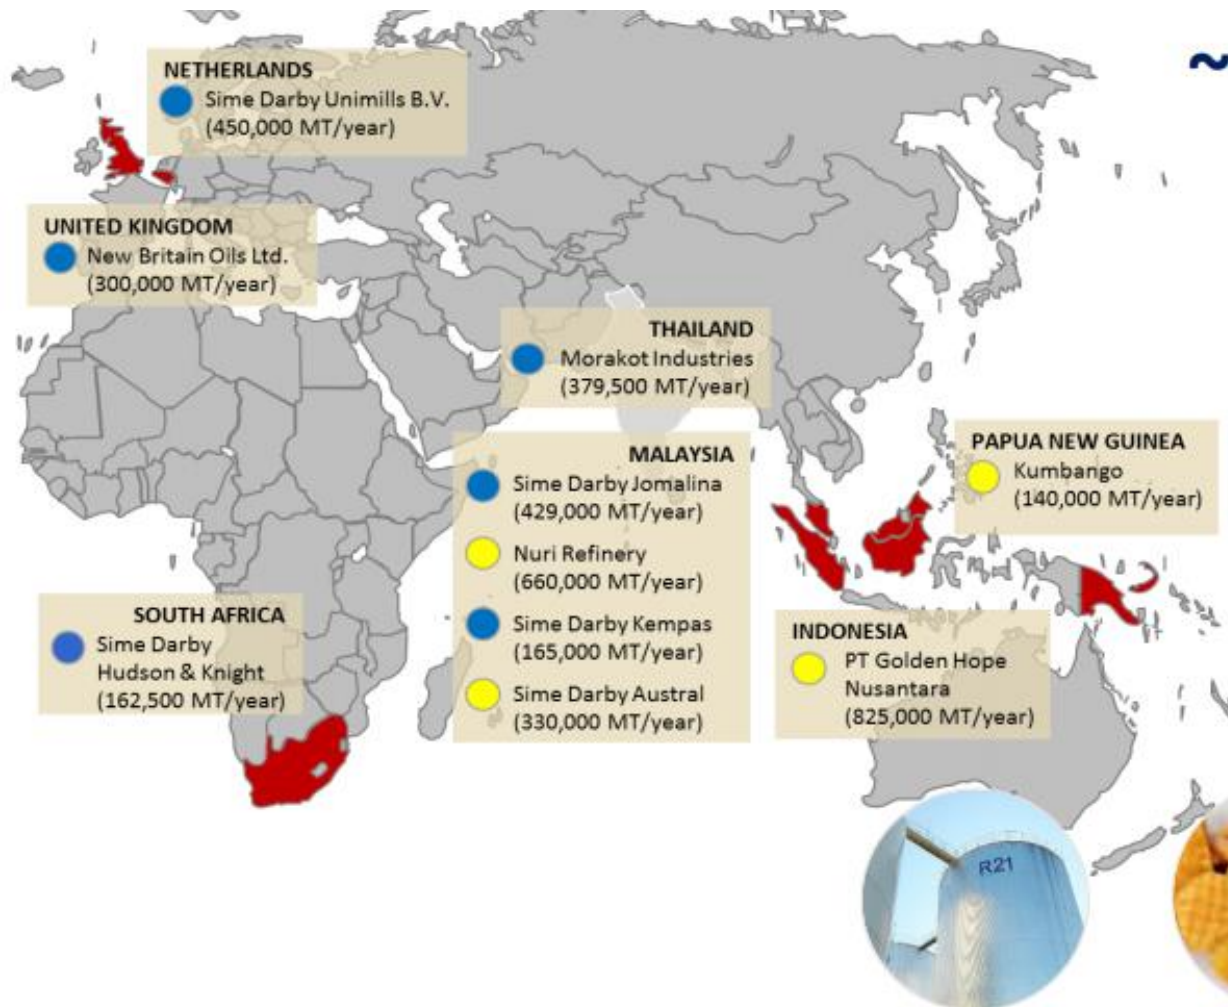 ~
NETHERLANDS
Sime Darby Unimills B.V.
(450,000 MT/year)
UNITED KINGDOM
New Britain Oils Ltd.
(300,000 MT/year)
THAILAND
Morakot Industries
(379,500 MT/year)
MALAYSIA
Sime Darby Jomalina
(429,000 MT/year)
Nuri Refinery
(660,000 MT/year)
Sime Darby Kempas
(165,000 MT/year)
Sime Darby Austral
(330,000 MT/year)
PAPUA NEW GUINEA
Kumbango
(140,000 MT/year)
SOUTH AFRICA
Sime Darby
Hudson & Knight
(162,500 MT/year)
INDONESIA
PT Golden Hope
Nusantara
(825,000 MT/year)
R21